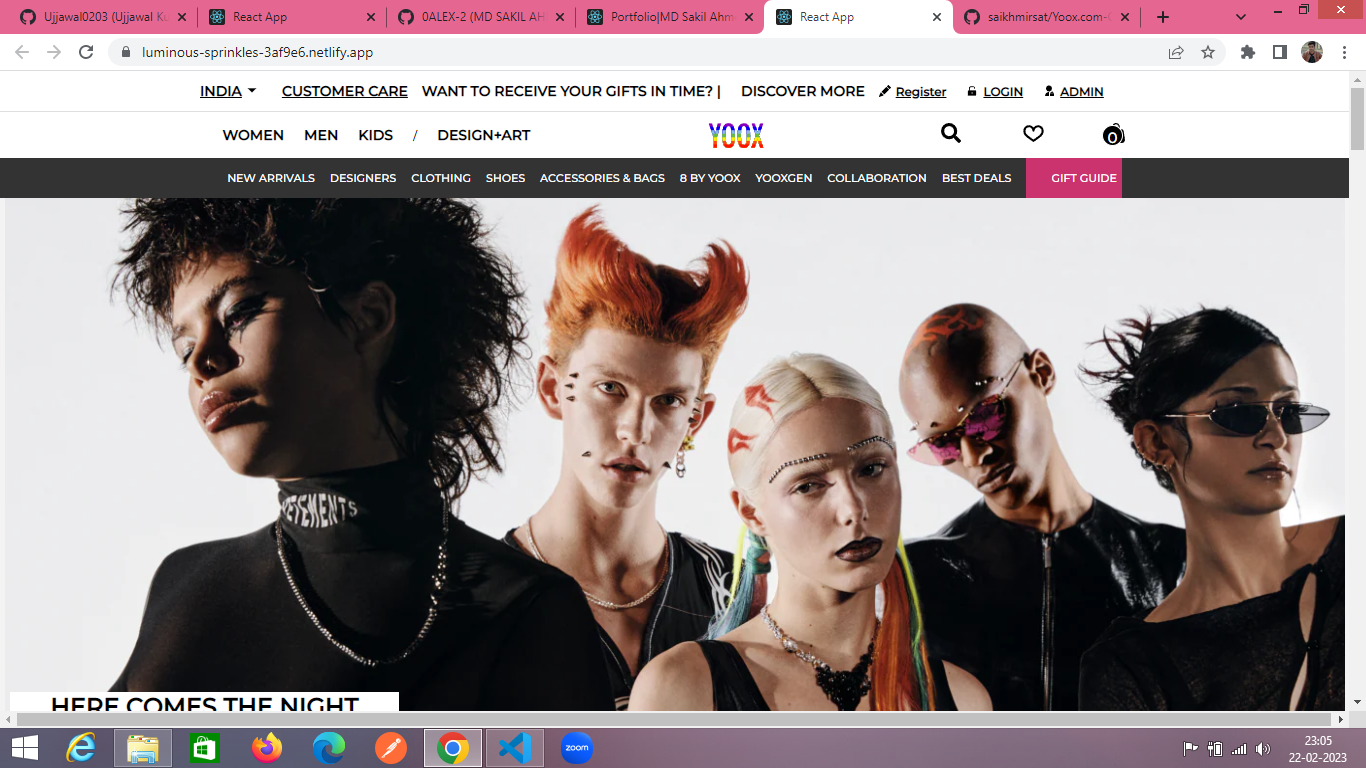 Ujjawal0203 (Ujjawal Ku
React App
0ALEX-2 (MD SAKIL AH
Portfolio|MD Sakil Ahm
React App
saikhmirsat/Yoox.com-
luminous-sprinkles-3af9e6.netlify.app
INDIA CUSTOMER CARE WANT TO RECEIVE YOUR GIFTS IN TIME? | DISCOVER MORE Register LOGIN ADMIN
WOMEN MEN KIDS / DESIGN+ART YOOX 0
NEW ARRIVALS DESIGNERS CLOTHING SHOES ACCESSORIES & BAGS 8 BY YOOX YOOXGEN COLLABORATION BEST DEALS GIFT GUIDE
VETEMENTS
HERE COMES THE NIGHT
zoom
23:05
22-02-2023